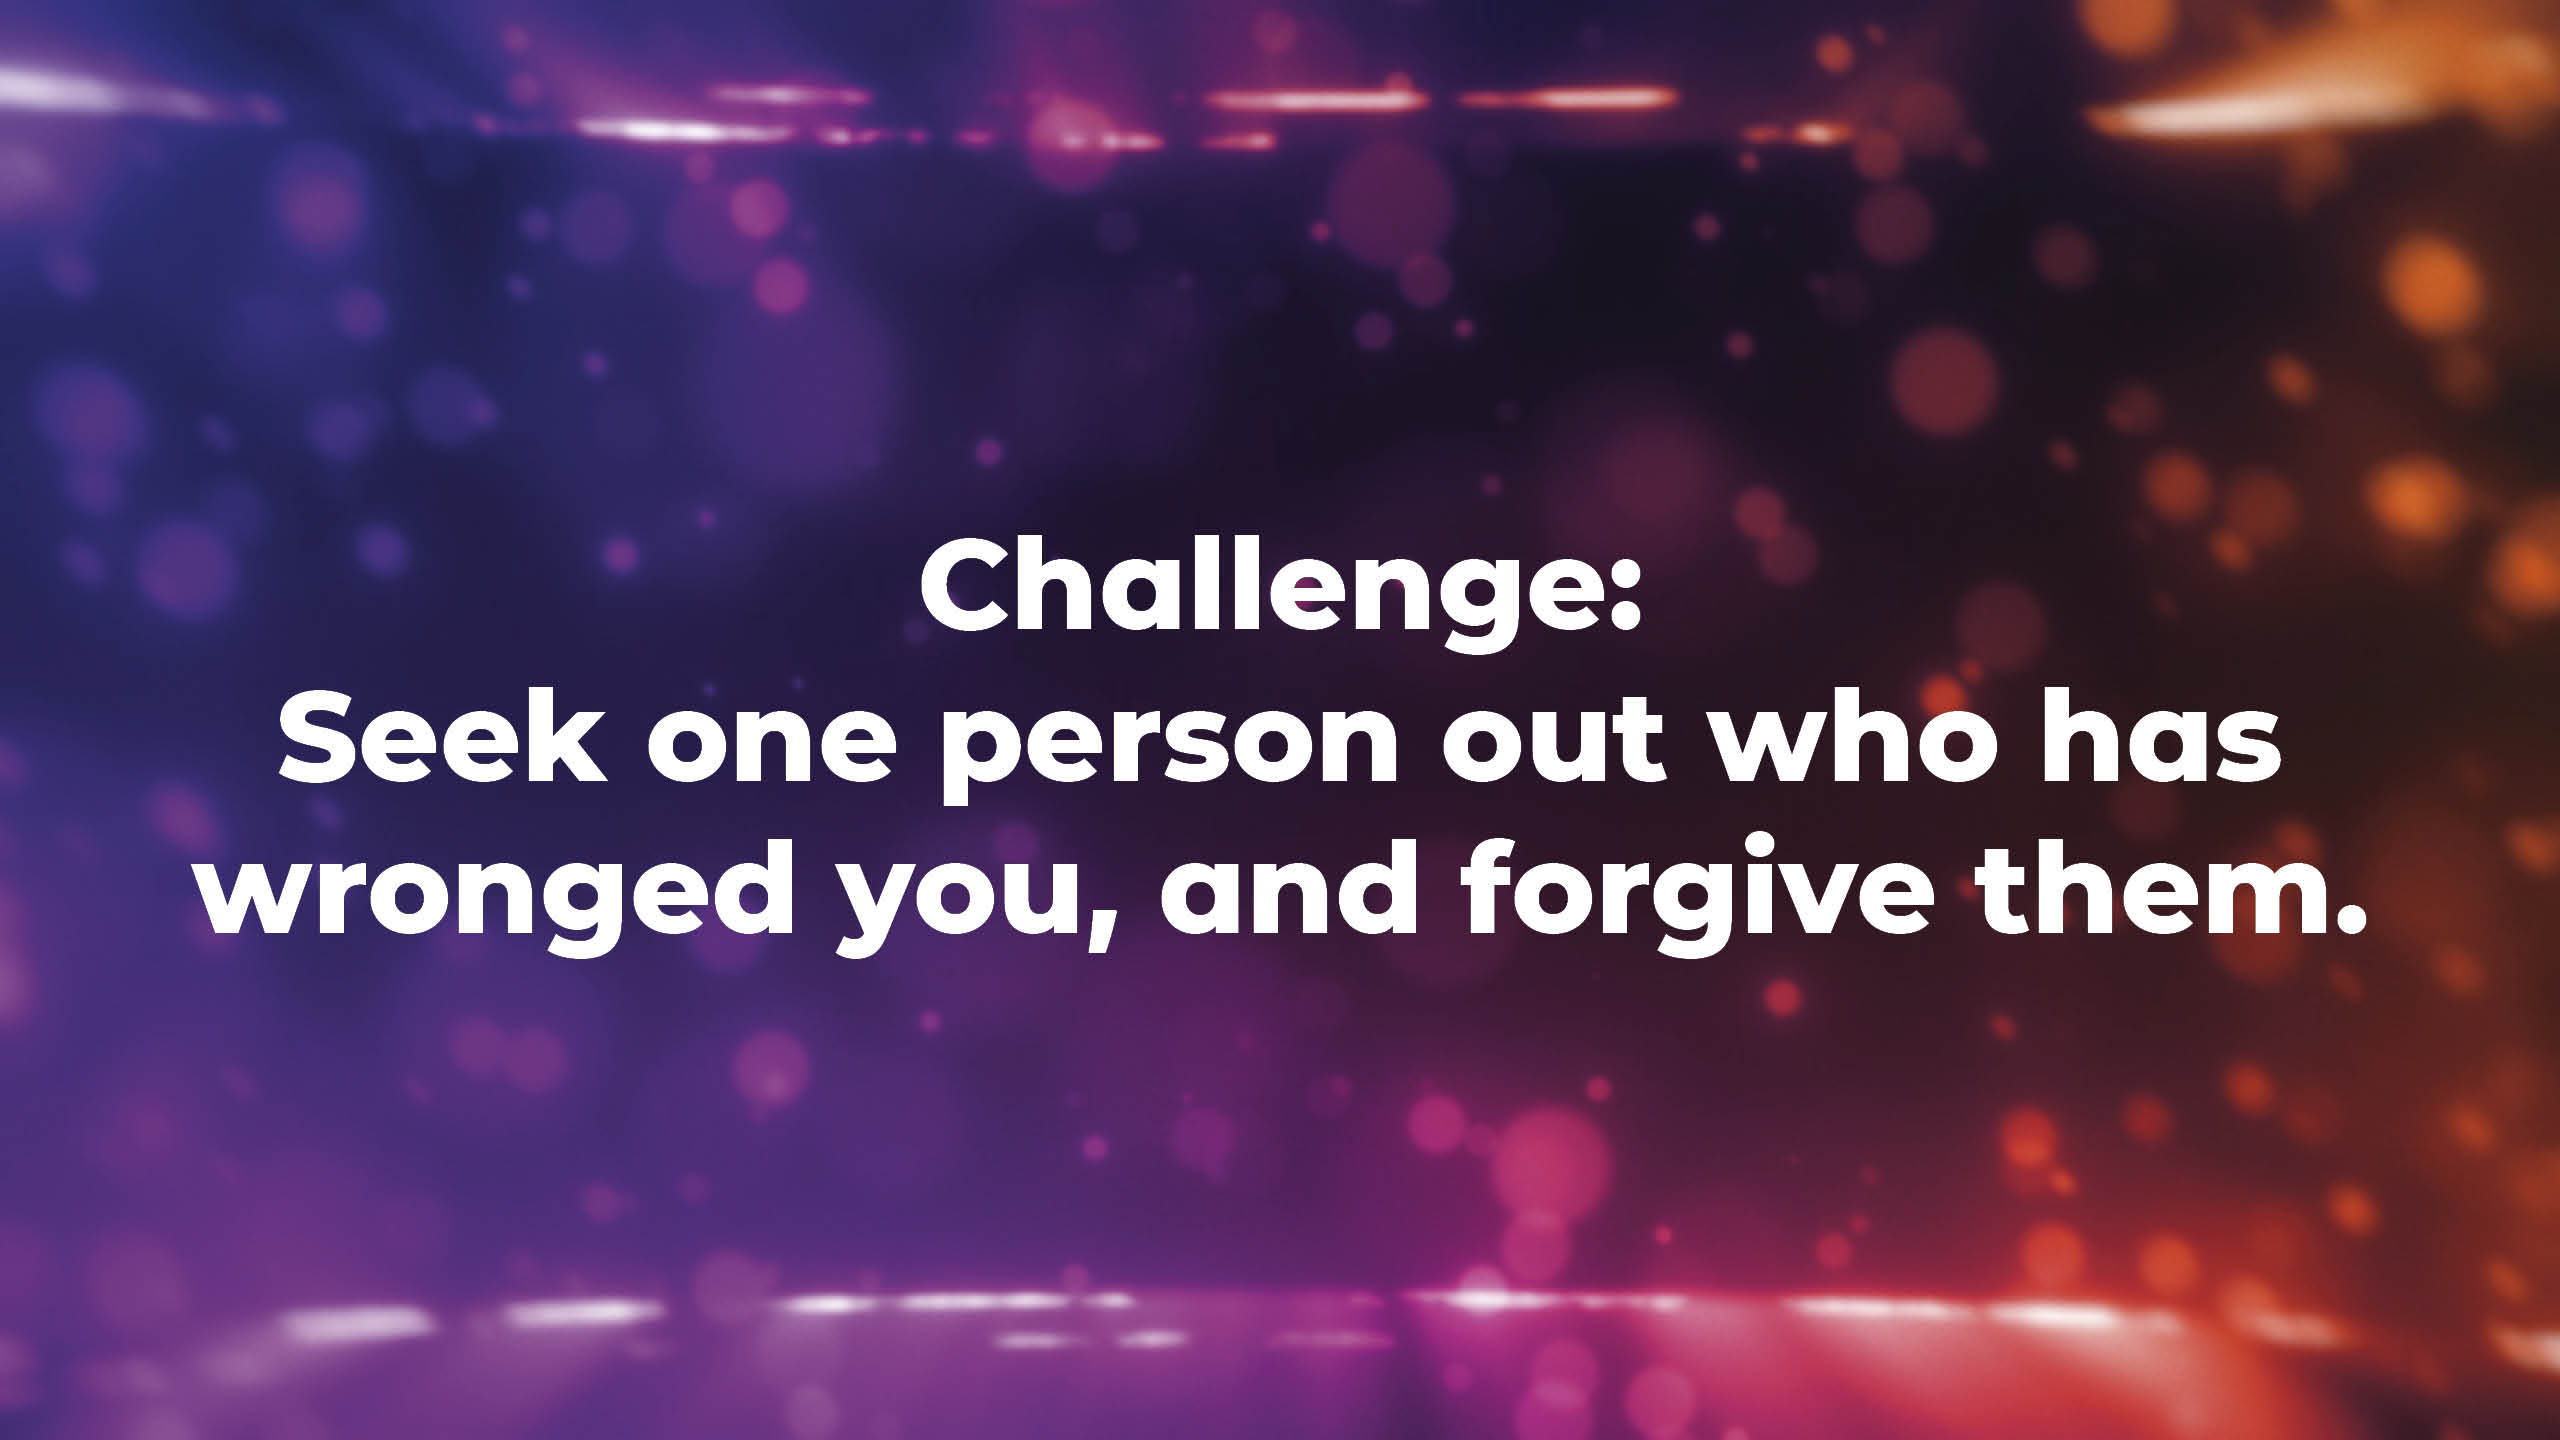 Challenge:
Seek one person out who has
wronged you, and forgive them.